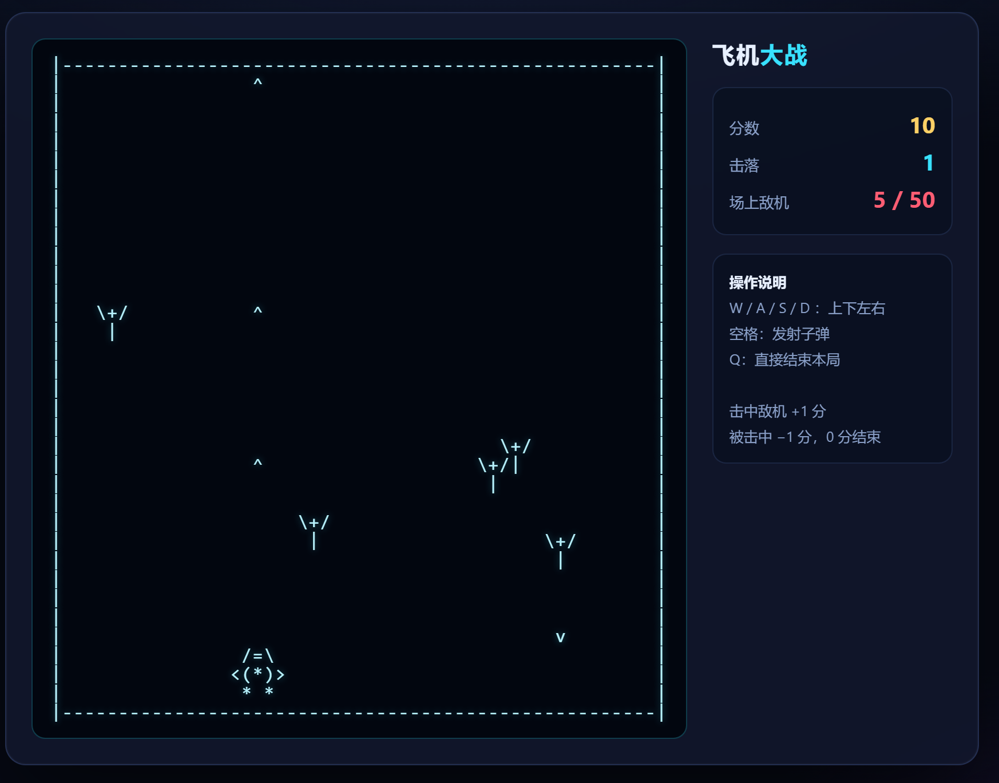 |-----------------------------------------------------|
^
\+/ ^
|
\+/
^ \+/|
|
\+/
| \+/
|
v
/=\
<(*)>
* *
|-----------------------------------------------------|
飞机大战
分数 10
击落 1
场上敌机 5 / 50
操作说明
W / A / S / D ：上下左右
空格：发射子弹
Q：直接结束本局
击中敌机 +1 分
被击中 −1 分，0 分结束